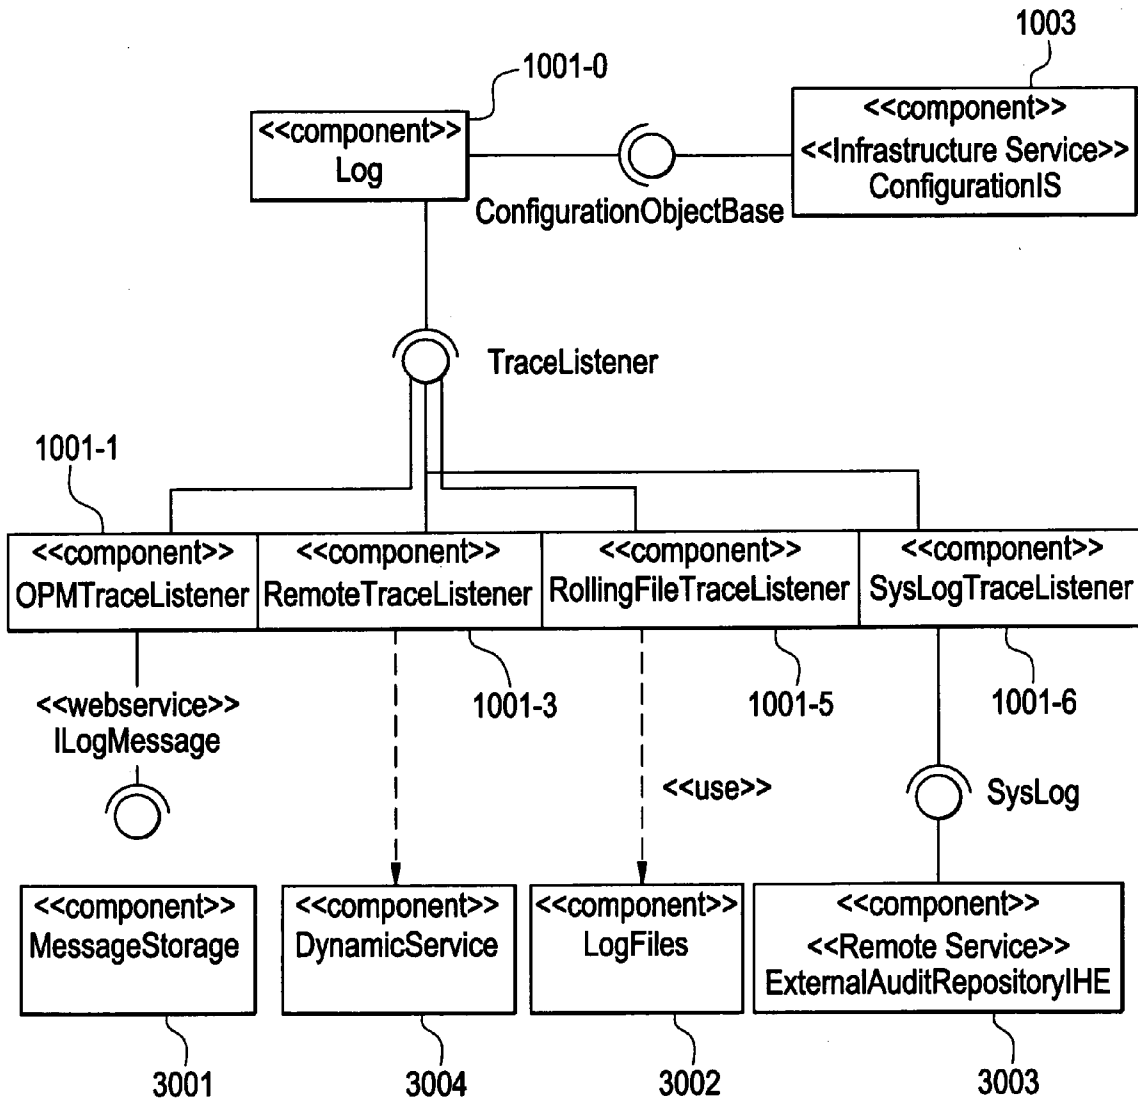 1003
1001-0
<<component>>
Log
<<component>>
<<Infrastructure Service>>
ConfigurationIS
ConfigurationObjectBase
TraceListener
1001-1
<<component>>
OPMTraceListener
<<component>>
RemoteTraceListener
<<component>>
RollingFileTraceListener
<<component>>
SysLogTraceListener
1001-3
1001-5
1001-6
<<webservice>>
ILogMessage
<<use>>
SysLog
<<component>>
MessageStorage
<<component>>
DynamicService
<<component>>
LogFiles
<<component>>
<<Remote Service>>
ExternalAuditRepositoryIHE
3001
3004
3002
3003